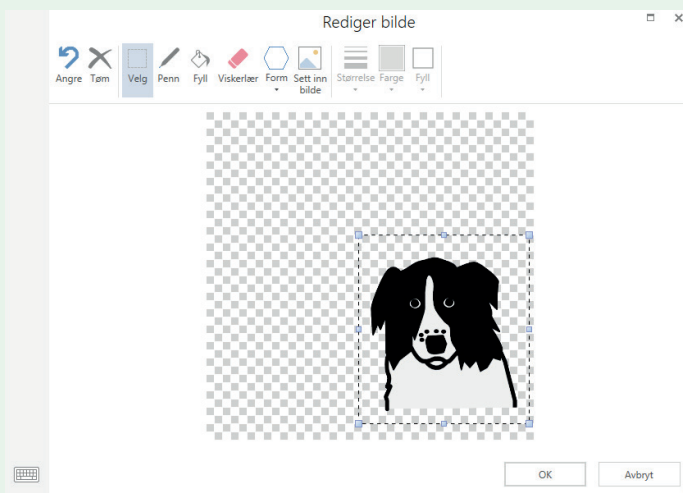 Rediger bilde
Angre Tøm Velg Penn Fyll Viskerlær Form Sett inn bilde Størrelse Farge Fyll
OK Avbryt